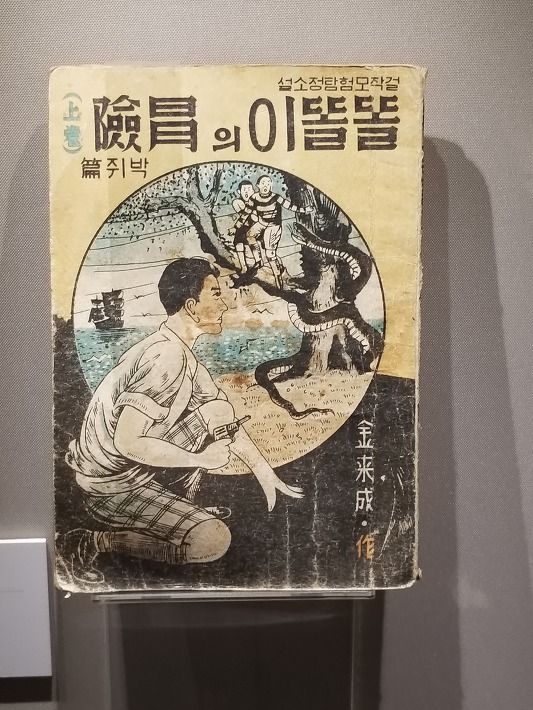 걸작모험탐정소설
똘똘이의 冒險
(上卷)
박쥐篇
金来成・作